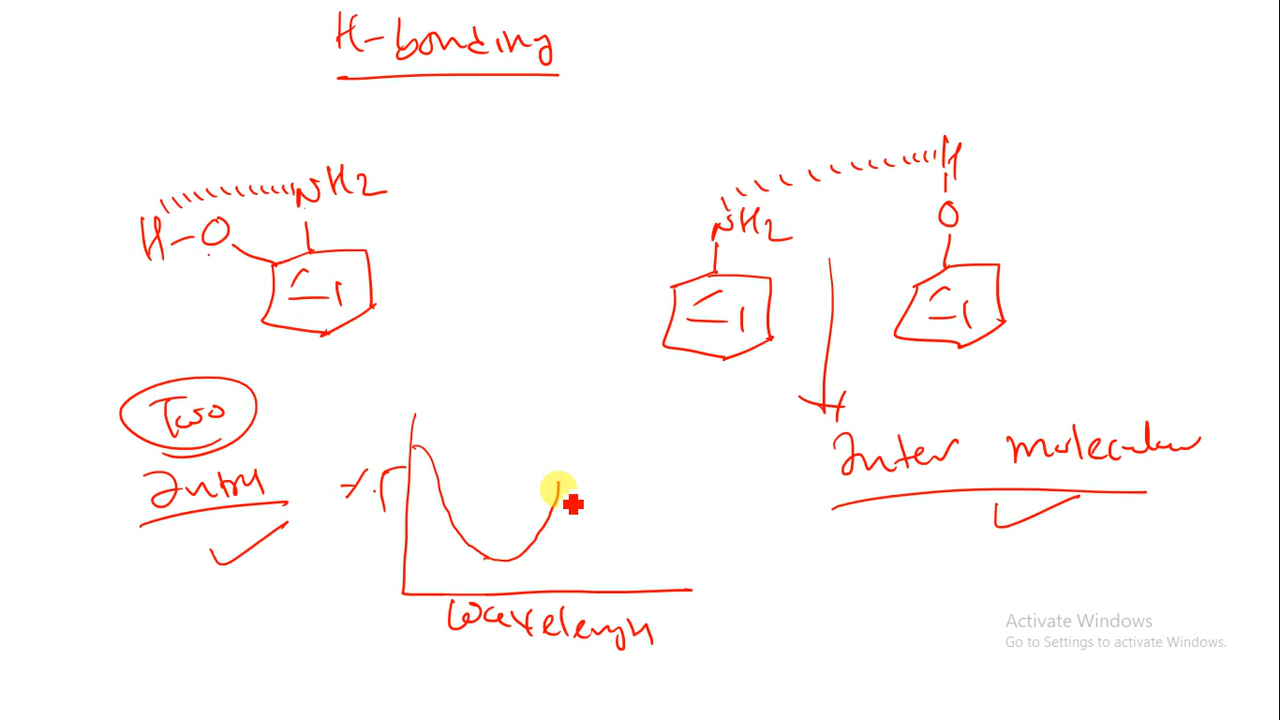 H-bonding
NH2
H-O
H
O
NH2
Two
Intra
%
Inter molecular
Wavelength
Activate Windows
Go to Settings to activate Windows.